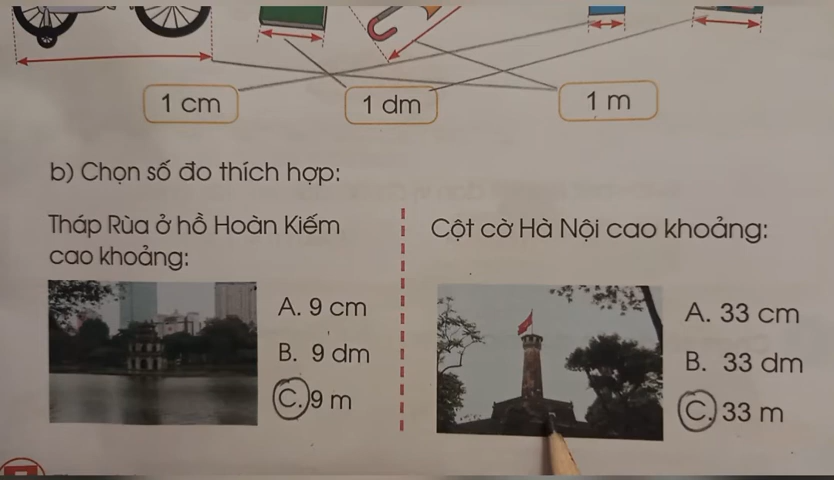 1 cm
1 dm
1 m
b) Chọn số đo thích hợp:
Tháp Rùa ở hồ Hoàn Kiếm
cao khoảng:
A. 9 cm
B. 9 dm
C. 9 m
Cột cờ Hà Nội cao khoảng:
A. 33 cm
B. 33 dm
C. 33 m